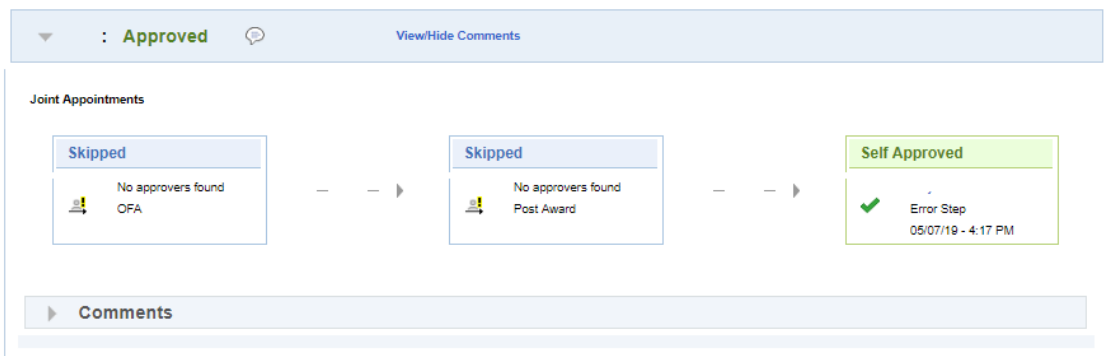 : Approved View/Hide Comments
Joint Appointments
Skipped
No approvers found
OFA
Skipped
No approvers found
Post Award
Self Approved
Error Step
05/07/19 - 4:17 PM
Comments